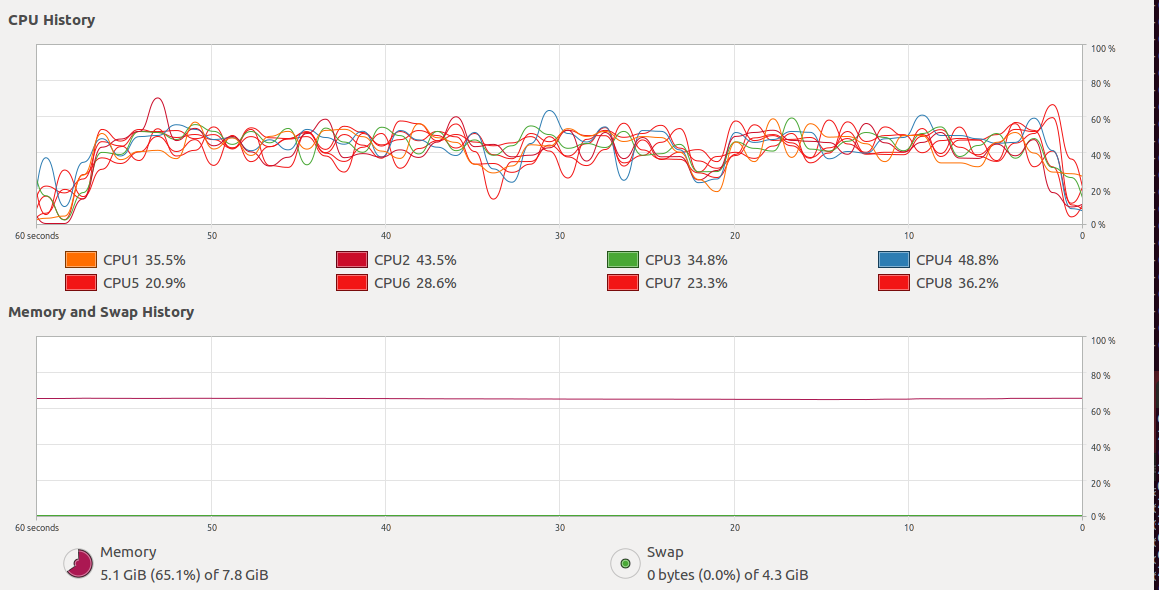 CPU History
100 %
80 %
60 %
40 %
20 %
0 %
60 seconds 50 40 30 20 10 0
CPU1 35.5% CPU2 43.5% CPU3 34.8% CPU4 48.8%
CPU5 20.9% CPU6 28.6% CPU7 23.3% CPU8 36.2%
Memory and Swap History
100 %
80 %
60 %
40 %
20 %
0 %
60 seconds 50 40 30 20 10 0
Memory Swap
5.1 GiB (65.1%) of 7.8 GiB 0 bytes (0.0%) of 4.3 GiB